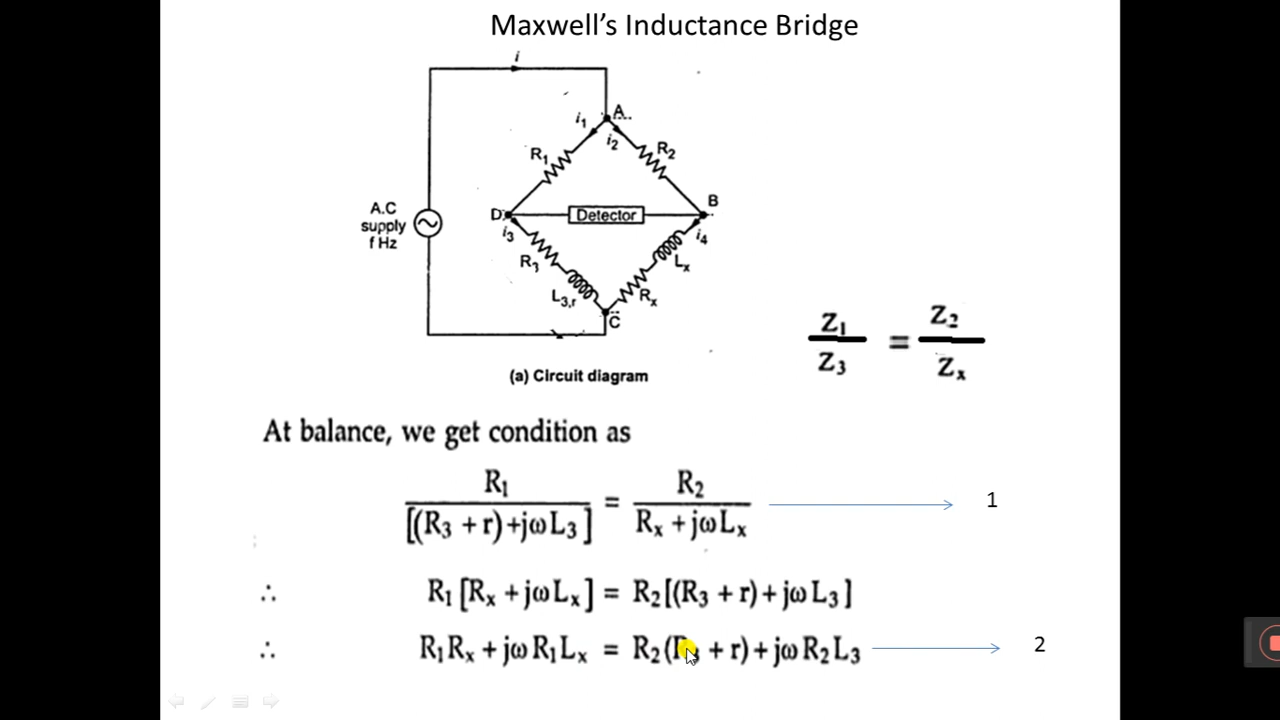 Maxwell's Inductance Bridge
i
A
i₁
i₂
R₁
R₂
A.C
supply
f Hz
D
Detector
B
i₃
i₄
R₃
Lₓ
L₃,r
Rₓ
C
(a) Circuit diagram
Z₁/Z₃ = Z₂/Zₓ
At balance, we get condition as
R₁/[(R₃ + r)+jωL₃] = R₂/Rₓ + jωLₓ 1
∴ R₁ [Rₓ + jωLₓ] = R₂[(R₃ + r)+ jωL₃]
∴ R₁Rₓ + jωR₁Lₓ = R₂( + r)+ jωR₂L₃ 2